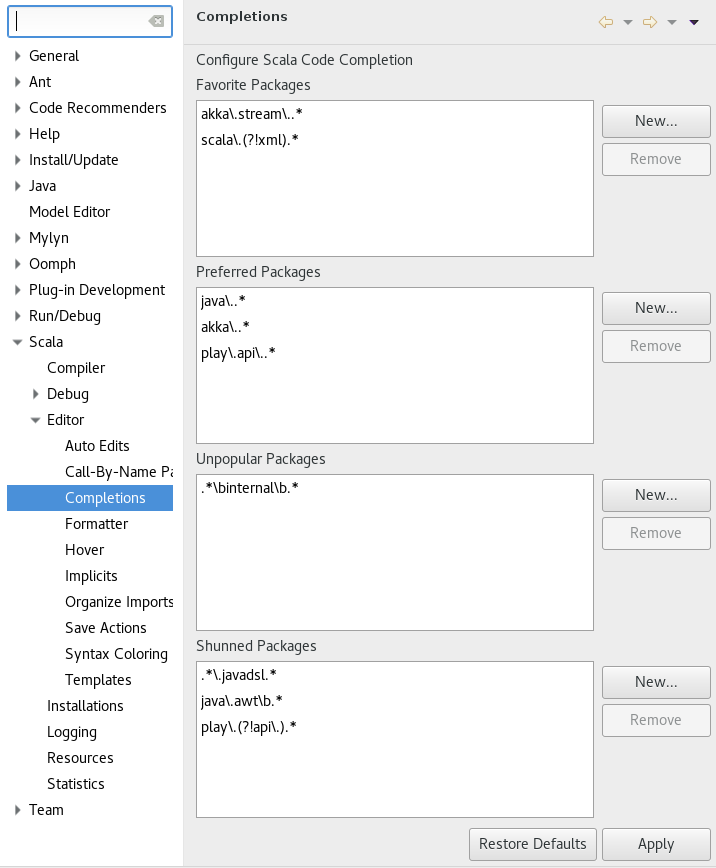 General
Ant
Code Recommenders
Help
Install/Update
Java
Model Editor
Mylyn
Oomph
Plug-in Development
Run/Debug
Scala
Compiler
Debug
Editor
Auto Edits
Call-By-Name Pa
Completions
Formatter
Hover
Implicits
Organize Imports
Save Actions
Syntax Coloring
Templates
Installations
Logging
Resources
Statistics
Team
Completions
Configure Scala Code Completion
Favorite Packages
akka\.stream\..*
scala\.(?!xml).*
New...
Remove
Preferred Packages
java\..*
akka\..*
play\.api\..*
New...
Remove
Unpopular Packages
.*\binternal\b.*
New...
Remove
Shunned Packages
.*\.javadsl.*
java\.awt\b.*
play\.(?!api\.).*
New...
Remove
Restore Defaults
Apply